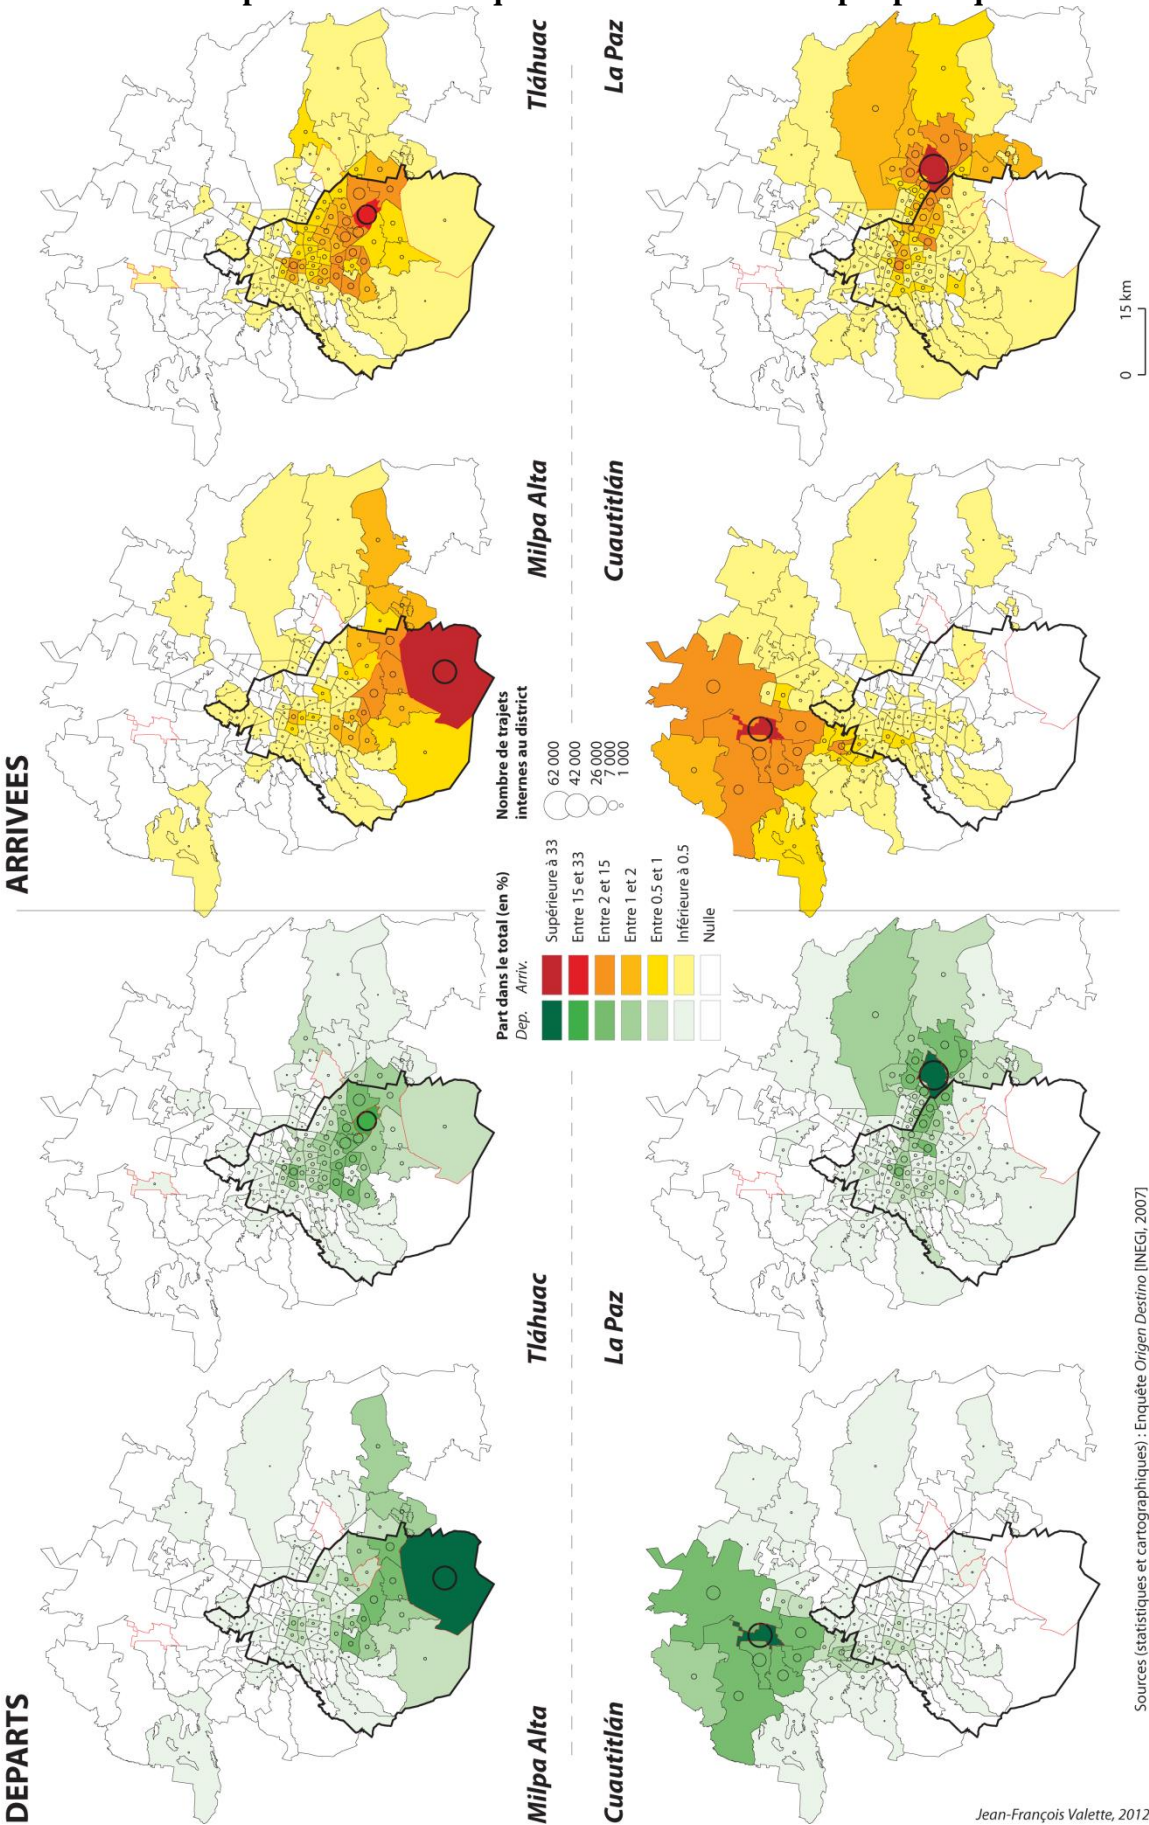 DEPARTS
ARRIVEES
Milpa Alta
Tláhuac
Milpa Alta
Tláhuac
Cuautitlán
La Paz
Cuautitlán
La Paz
Part dans le total (en %)
Dep. Arriv.
Supérieure à 33
Entre 15 et 33
Entre 2 et 15
Entre 1 et 2
Entre 0.5 et 1
Inférieure à 0.5
Nulle
Nombre de trajets
internes au district
62 000
42 000
26 000
7 000
1 000
0 15 km
Sources (statistiques et cartographiques) : Enquête Origen Destino [INEGI, 2007]
Jean-François Valette, 2012